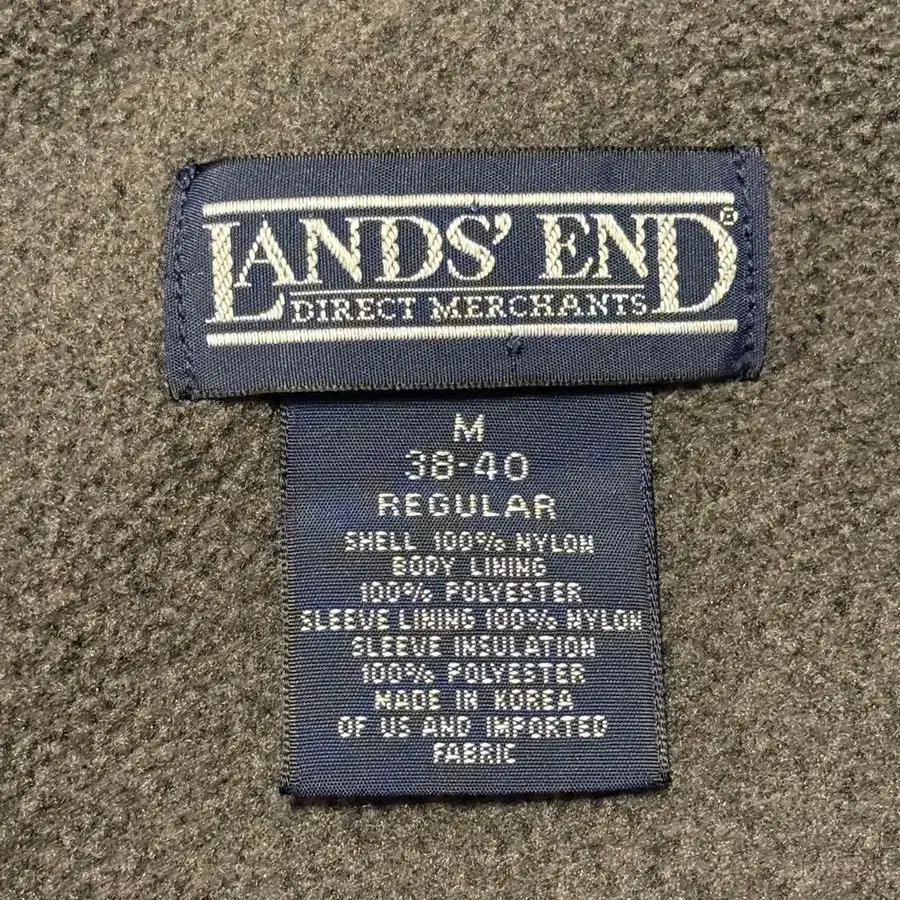 LANDS' END®
DIRECT MERCHANTS
M
38-40
REGULAR
SHELL 100% NYLON
BODY LINING
100% POLYESTER
SLEEVE LINING 100% NYLON
SLEEVE INSULATION
100% POLYESTER
MADE IN KOREA
OF US AND IMPORTED
FABRIC